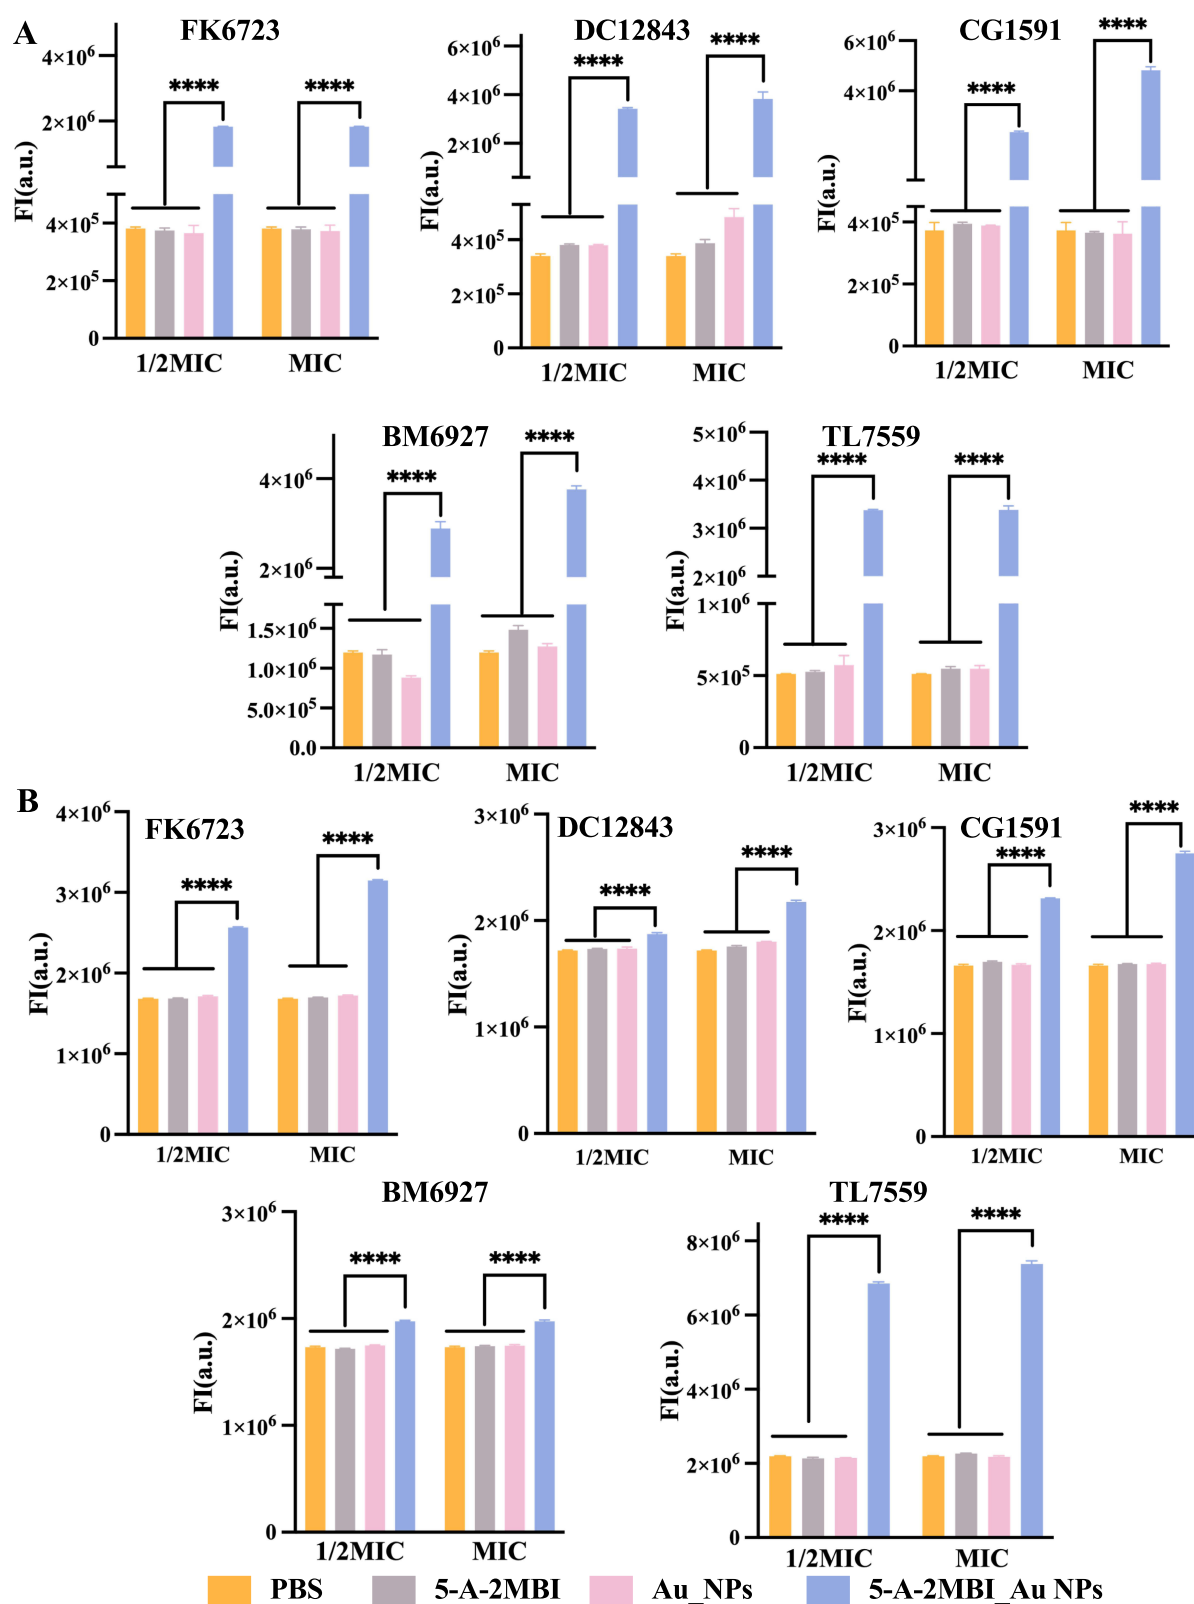 A
FK6723
FI(a.u.)
4×10⁶
2×10⁶
4×10⁵
2×10⁵
0
****
****
1/2MIC
MIC
DC12843
FI(a.u.)
6×10⁶
4×10⁶
2×10⁶
4×10⁵
2×10⁵
0
****
****
1/2MIC
MIC
CG1591
FI(a.u.)
6×10⁶
4×10⁶
4×10⁵
2×10⁵
0
****
****
1/2MIC
MIC
BM6927
FI(a.u.)
4×10⁶
2×10⁶
1.5×10⁶
1.0×10⁶
5.0×10⁵
0.0
****
****
1/2MIC
MIC
TL7559
FI(a.u.)
5×10⁶
4×10⁶
3×10⁶
2×10⁶
1×10⁶
5×10⁵
0
****
****
1/2MIC
MIC
B
FK6723
FI(a.u.)
4×10⁶
3×10⁶
2×10⁶
1×10⁶
0
****
****
1/2MIC
MIC
DC12843
FI(a.u.)
3×10⁶
2×10⁶
1×10⁶
0
****
****
1/2MIC
MIC
CG1591
FI(a.u.)
3×10⁶
2×10⁶
1×10⁶
0
****
****
1/2MIC
MIC
BM6927
FI(a.u.)
3×10⁶
2×10⁶
1×10⁶
0
****
****
1/2MIC
MIC
TL7559
FI(a.u.)
8×10⁶
6×10⁶
4×10⁶
2×10⁶
0
****
****
1/2MIC
MIC
PBS
5-A-2MBI
Au_NPs
5-A-2MBI_Au NPs